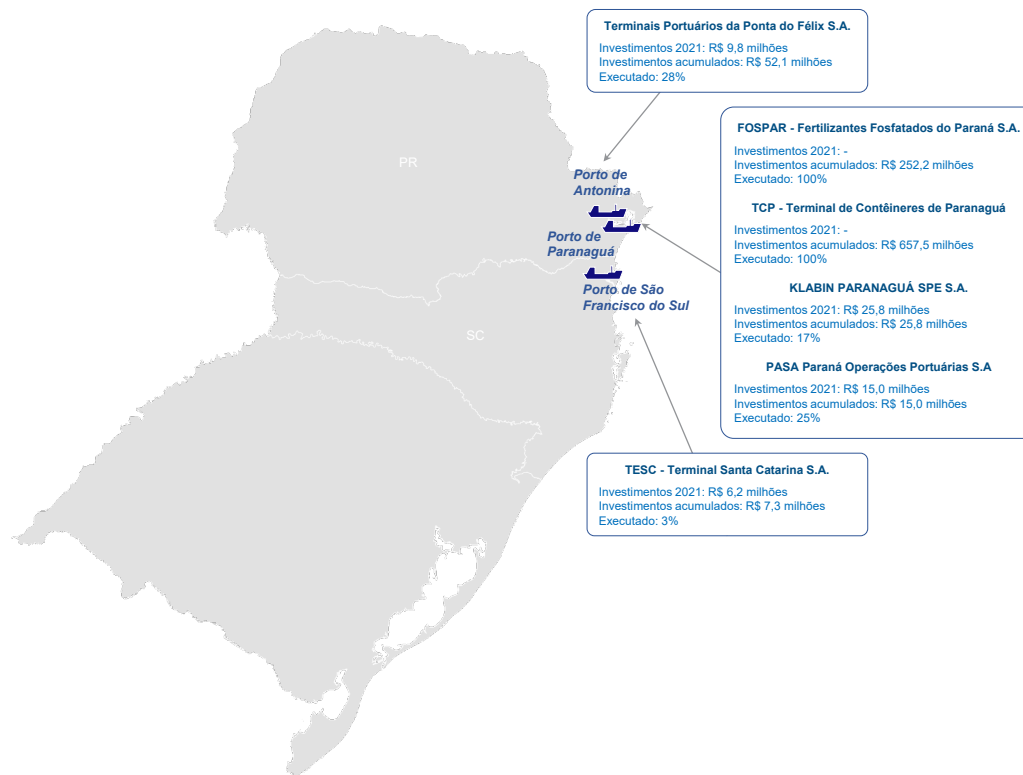 Terminais Portuários da Ponta do Félix S.A.
Investimentos 2021: R$ 9,8 milhões
Investimentos acumulados: R$ 52,1 milhões
Executado: 28%
FOSPAR - Fertilizantes Fosfatados do Paraná S.A.
Investimentos 2021: -
Investimentos acumulados: R$ 252,2 milhões
Executado: 100%
TCP - Terminal de Contêineres de Paranaguá
Investimentos 2021: -
Investimentos acumulados: R$ 657,5 milhões
Executado: 100%
KLABIN PARANAGUÁ SPE S.A.
Investimentos 2021: R$ 25,8 milhões
Investimentos acumulados: R$ 25,8 milhões
Executado: 17%
PASA Paraná Operações Portuárias S.A
Investimentos 2021: R$ 15,0 milhões
Investimentos acumulados: R$ 15,0 milhões
Executado: 25%
PR
Porto de
Antonina
Porto de
Paranaguá
Porto de São
Francisco do Sul
SC
TESC - Terminal Santa Catarina S.A.
Investimentos 2021: R$ 6,2 milhões
Investimentos acumulados: R$ 7,3 milhões
Executado: 3%